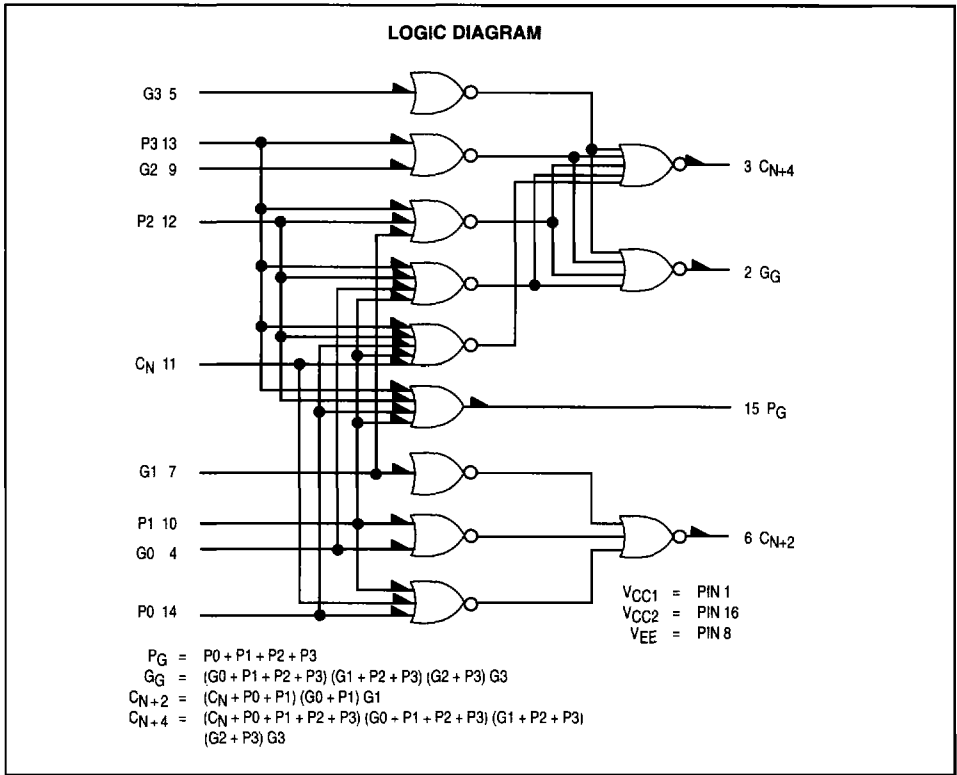 LOGIC DIAGRAM
G3 5
P3 13
G2 9
P2 12
CN 11
G1 7
P1 10
G0 4
P0 14
3 CN+4
2 GG
15 PG
6 CN+2
VCC1 = PIN 1
VCC2 = PIN 16
VEE = PIN 8
PG = P0 + P1 + P2 + P3
GG = (G0 + P1 + P2 + P3) (G1 + P2 + P3) (G2 + P3) G3
CN+2 = (CN + P0 + P1) (G0 + P1) G1
CN+4 = (CN + P0 + P1 + P2 + P3) (G0 + P1 + P2 + P3) (G1 + P2 + P3)
(G2 + P3) G3